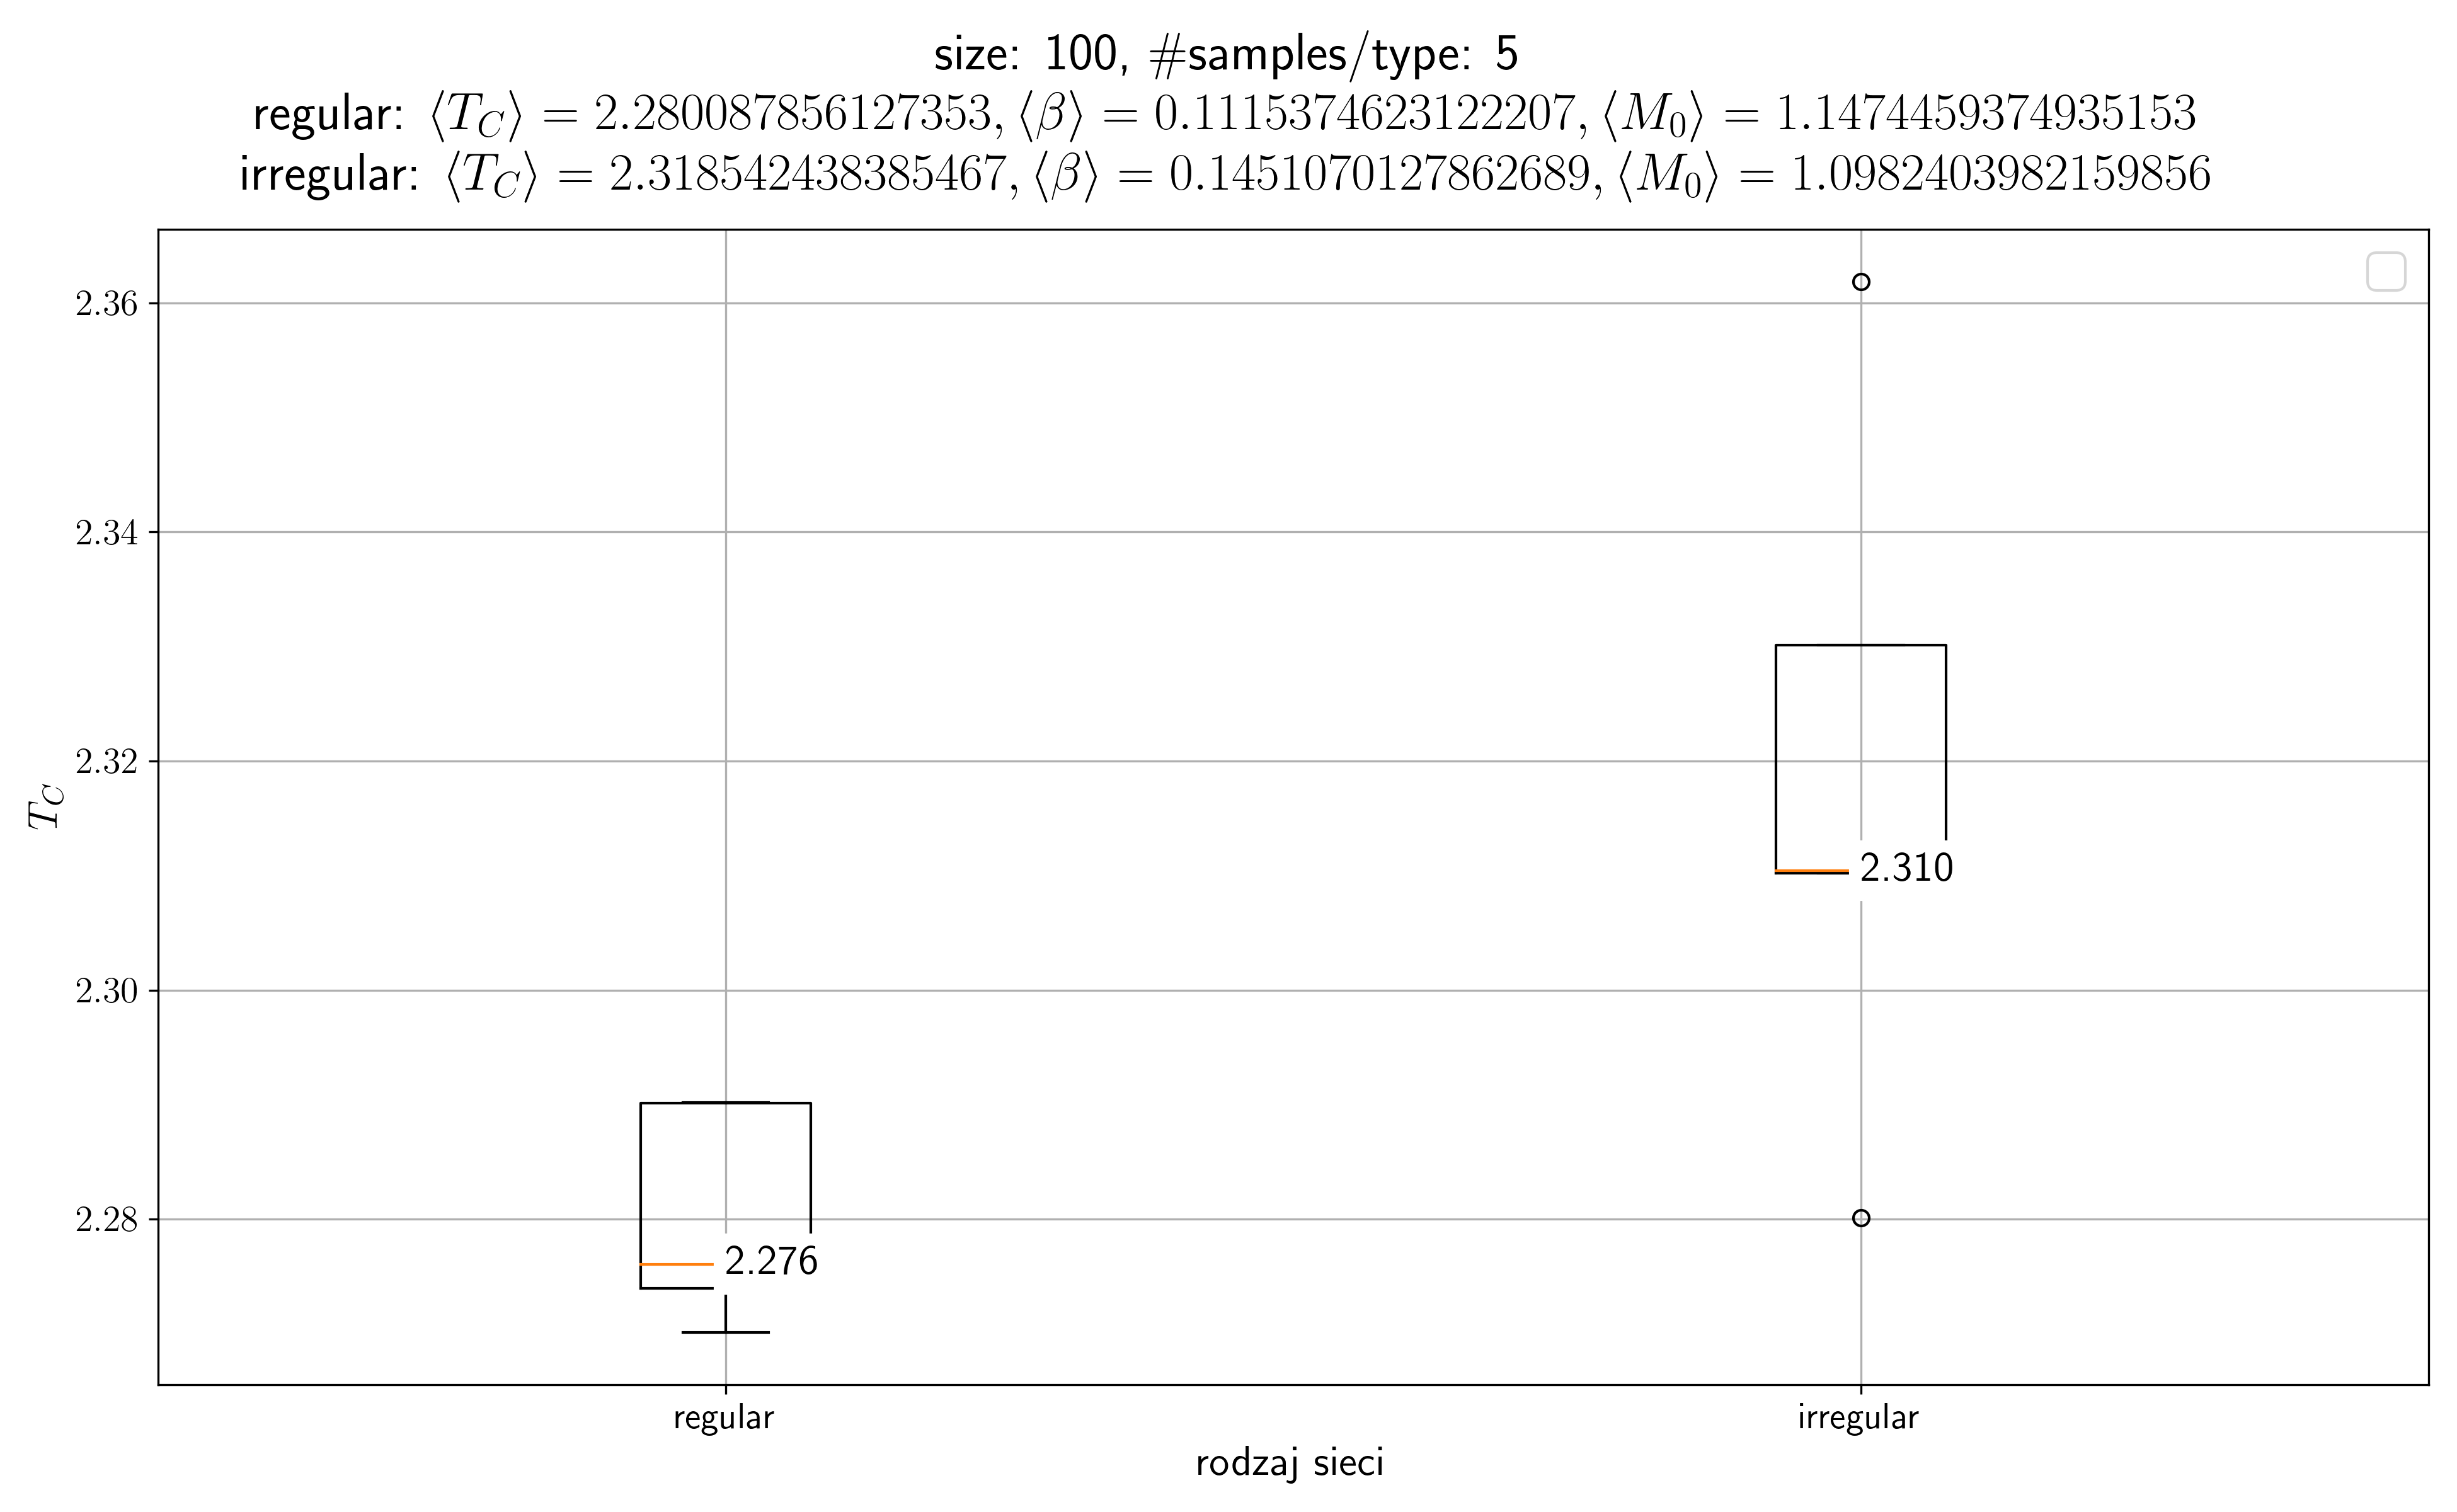 size: 100, #samples/type: 5
regular: ⟨T_C⟩ = 2.280087856127353, ⟨β⟩ = 0.1115374623122207, ⟨M_0⟩ = 1.1474459374935153
irregular: ⟨T_C⟩ = 2.318542438385467, ⟨β⟩ = 0.1451070127862689, ⟨M_0⟩ = 1.0982403982159856
2.36
2.34
2.32
2.310
2.30
2.28
2.276
T_C
regular
irregular
rodzaj sieci